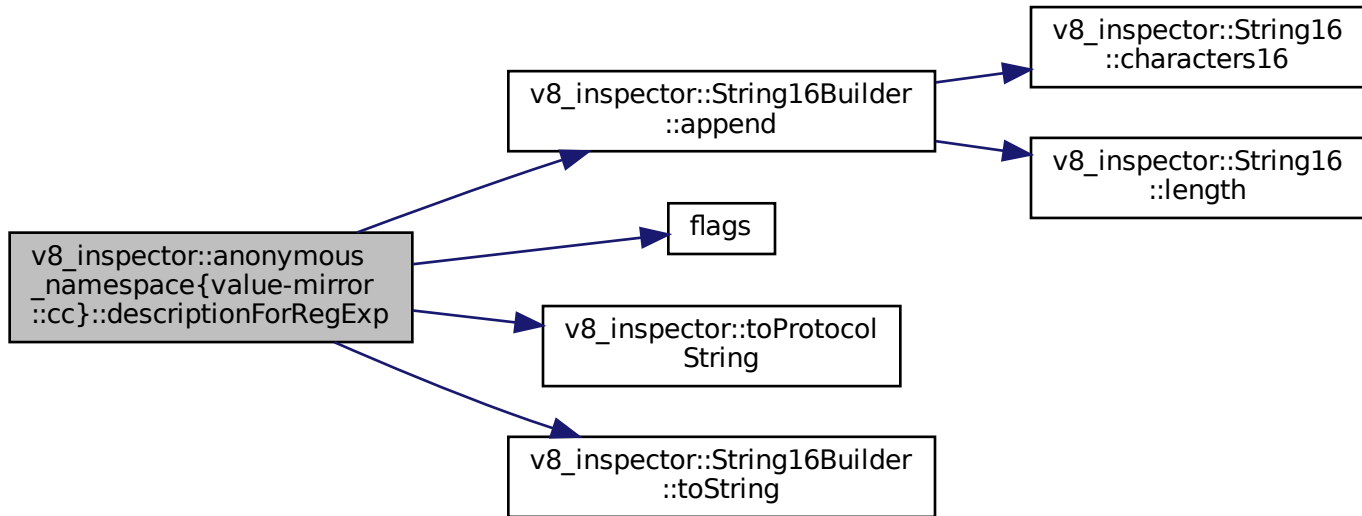 v8_inspector::anonymous
_namespace{value-mirror
::cc}::descriptionForRegExp
v8_inspector::String16Builder
::append
v8_inspector::String16
::characters16
v8_inspector::String16
::length
flags
v8_inspector::toProtocol
String
v8_inspector::String16Builder
::toString